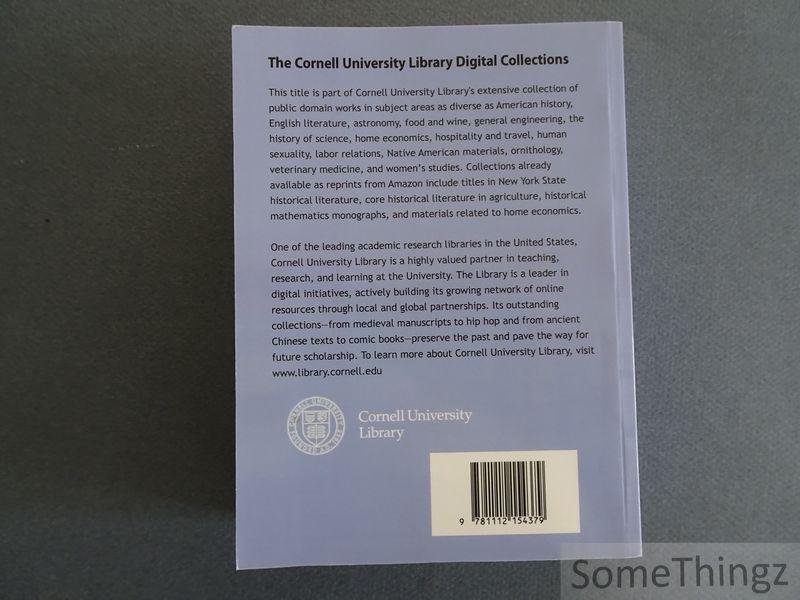 The Cornell University Library Digital Collections
This title is part of Cornell University Library's extensive collection of
public domain works in subject areas as diverse as American history,
English literature, astronomy, food and wine, general engineering, the
history of science, home economics, hospitality and travel, human
sexuality, labor relations, Native American materials, ornithology,
veterinary medicine, and women's studies. Collections already
available as reprints from Amazon include titles in New York State
historical literature, core historical literature in agriculture, historical
mathematics monographs, and materials related to home economics.
One of the leading academic research libraries in the United States,
Cornell University Library is a highly valued partner in teaching,
research, and learning at the University. The Library is a leader in
digital initiatives, actively building its growing network of online
resources through local and global partnerships. Its outstanding
collections—from medieval manuscripts to hip hop and from ancient
Chinese texts to comic books—preserve the past and pave the way for
future scholarship. To learn more about Cornell University Library, visit
www.library.cornell.edu
CORNELL UNIVERSITY FOUNDED A.D. 1865
Cornell University
Library
9 781112 154379
SomeThingz